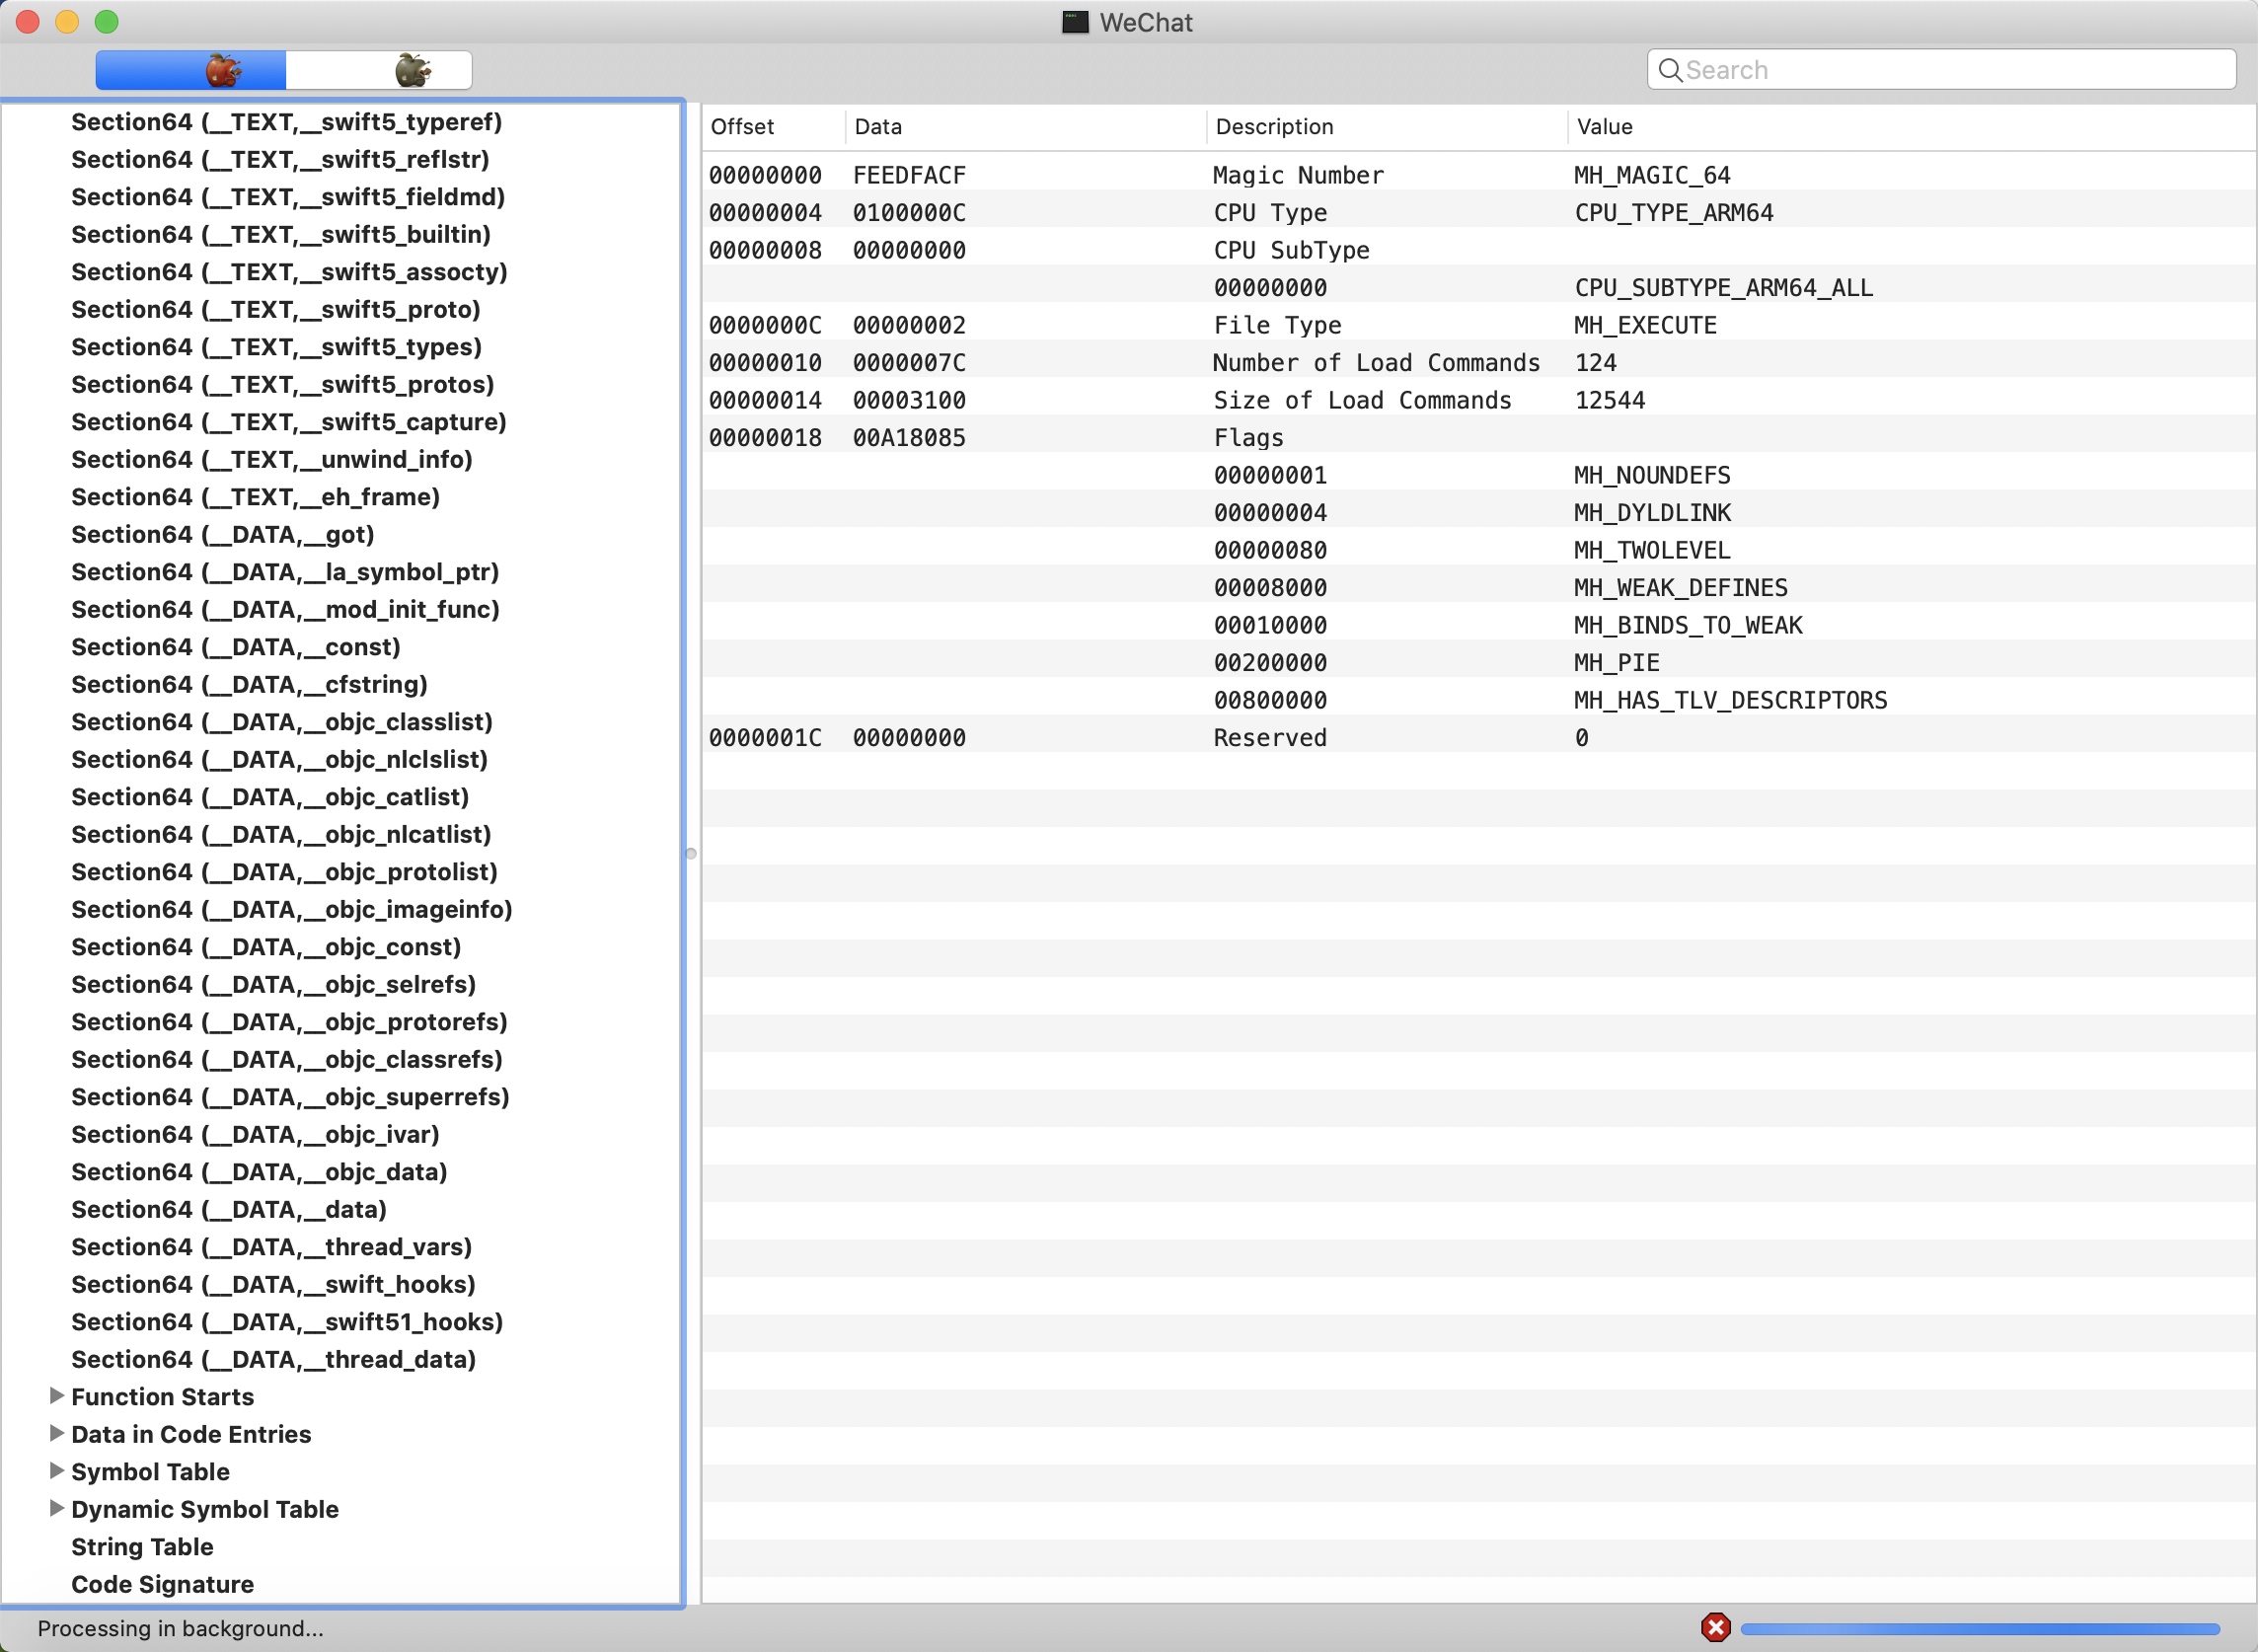 WeChat
Search
Section64 (__TEXT,__swift5_typeref)
Section64 (__TEXT,__swift5_reflstr)
Section64 (__TEXT,__swift5_fieldmd)
Section64 (__TEXT,__swift5_builtin)
Section64 (__TEXT,__swift5_assocty)
Section64 (__TEXT,__swift5_proto)
Section64 (__TEXT,__swift5_types)
Section64 (__TEXT,__swift5_protos)
Section64 (__TEXT,__swift5_capture)
Section64 (__TEXT,__unwind_info)
Section64 (__TEXT,__eh_frame)
Section64 (__DATA,__got)
Section64 (__DATA,__la_symbol_ptr)
Section64 (__DATA,__mod_init_func)
Section64 (__DATA,__const)
Section64 (__DATA,__cfstring)
Section64 (__DATA,__objc_classlist)
Section64 (__DATA,__objc_nlclslist)
Section64 (__DATA,__objc_catlist)
Section64 (__DATA,__objc_nlcatlist)
Section64 (__DATA,__objc_protolist)
Section64 (__DATA,__objc_imageinfo)
Section64 (__DATA,__objc_const)
Section64 (__DATA,__objc_selrefs)
Section64 (__DATA,__objc_protorefs)
Section64 (__DATA,__objc_classrefs)
Section64 (__DATA,__objc_superrefs)
Section64 (__DATA,__objc_ivar)
Section64 (__DATA,__objc_data)
Section64 (__DATA,__data)
Section64 (__DATA,__thread_vars)
Section64 (__DATA,__swift_hooks)
Section64 (__DATA,__swift51_hooks)
Section64 (__DATA,__thread_data)
Function Starts
Data in Code Entries
Symbol Table
Dynamic Symbol Table
String Table
Code Signature
Offset Data Description Value
00000000 FEEDFACF Magic Number MH_MAGIC_64
00000004 0100000C CPU Type CPU_TYPE_ARM64
00000008 00000000 CPU SubType
00000000 CPU_SUBTYPE_ARM64_ALL
0000000C 00000002 File Type MH_EXECUTE
00000010 0000007C Number of Load Commands 124
00000014 00003100 Size of Load Commands 12544
00000018 00A18085 Flags
00000001 MH_NOUNDEFS
00000004 MH_DYLDLINK
00000080 MH_TWOLEVEL
00008000 MH_WEAK_DEFINES
00010000 MH_BINDS_TO_WEAK
00200000 MH_PIE
00800000 MH_HAS_TLV_DESCRIPTORS
0000001C 00000000 Reserved 0
Processing in background...